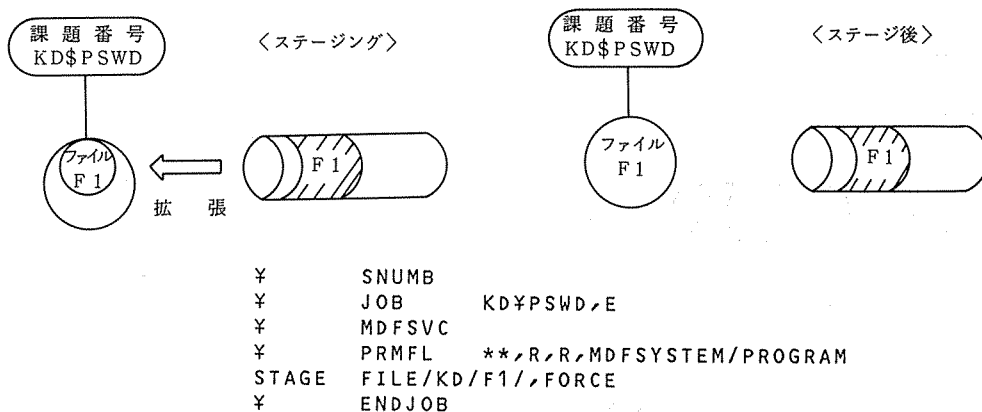 課題番号
KD$PSWD
〈ステージング〉
ファイル
F1
拡張
F1
課題番号
KD$PSWD
〈ステージ後〉
ファイル
F1
F1
¥ SNUMB
¥ JOB KD¥PSWD,E
¥ MDFSVC
¥ PRMFL **,R,R,MDFSYSTEM/PROGRAM
STAGE FILE/KD/F1/,FORCE
¥ ENDJOB